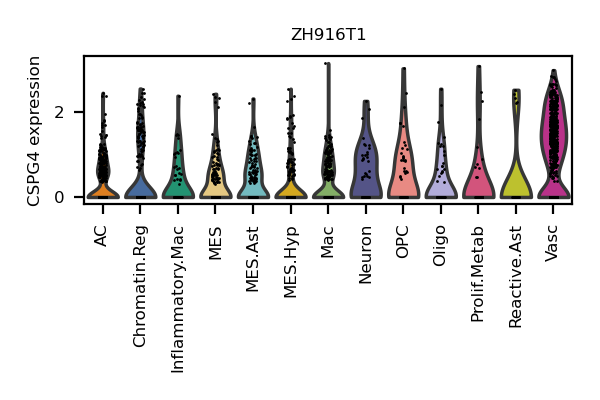 ZH916T1
CSPG4 expression
2
0
AC
Chromatin.Reg
Inflammatory.Mac
MES
MES.Ast
MES.Hyp
Mac
Neuron
OPC
Oligo
Prolif.Metab
Reactive.Ast
Vasc